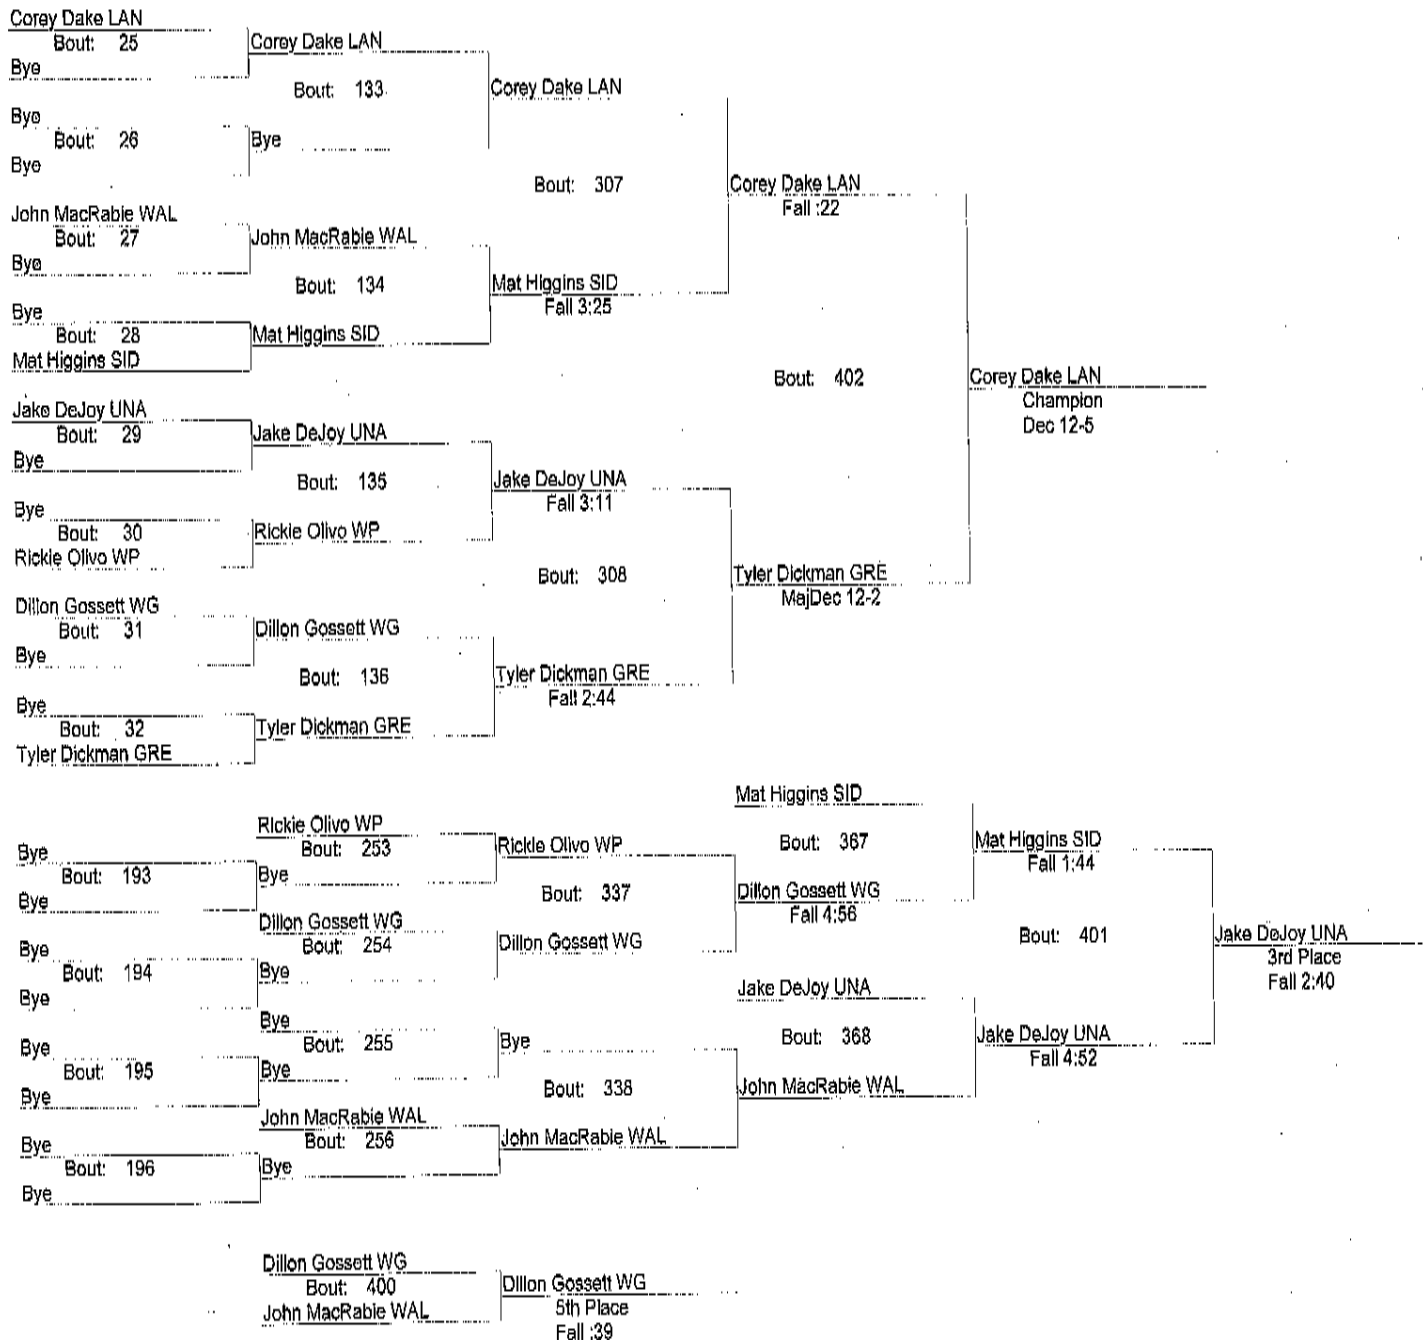 Corey Dake LAN
Bout: 25
Bye
Bye
Bout: 26
Bye
John MacRabie WAL
Bout: 27
Bye
Bye
Bout: 28
Mat Higgins SID
Jake DeJoy UNA
Bout: 29
Bye
Bye
Bout: 30
Rickie Olivo WP
Dillon Gossett WG
Bout: 31
Bye
Bye
Bout: 32
Tyler Dickman GRE
Corey Dake LAN
Bout: 133
Bye
John MacRabie WAL
Bout: 134
Mat Higgins SID
Jake DeJoy UNA
Bout: 135
Rickie Olivo WP
Dillon Gossett WG
Bout: 136
Tyler Dickman GRE
Corey Dake LAN
Bout: 307
Mat Higgins SID
Fall 3:25
Jake DeJoy UNA
Fall 3:11
Bout: 308
Tyler Dickman GRE
Fall 2:44
Corey Dake LAN
Fall :22
Bout: 402
Tyler Dickman GRE
MajDec 12-2
Corey Dake LAN
Champion
Dec 12-5
Bye
Bout: 193
Bye
Bye
Bout: 194
Bye
Bye
Bout: 195
Bye
Bye
Bout: 196
Bye
Rickie Olivo WP
Bout: 253
Bye
Dillon Gossett WG
Bout: 254
Bye
Bye
Bout: 255
Bye
John MacRabie WAL
Bout: 256
Bye
Rickie Olivo WP
Bout: 337
Dillon Gossett WG
Bye
Bout: 338
John MacRabie WAL
Mat Higgins SID
Bout: 367
Dillon Gossett WG
Fall 4:56
Jake DeJoy UNA
Bout: 368
John MacRabie WAL
Mat Higgins SID
Fall 1:44
Bout: 401
Jake DeJoy UNA
Fall 4:52
Jake DeJoy UNA
3rd Place
Fall 2:40
Dillon Gossett WG
Bout: 400
John MacRabie WAL
Dillon Gossett WG
5th Place
Fall :39